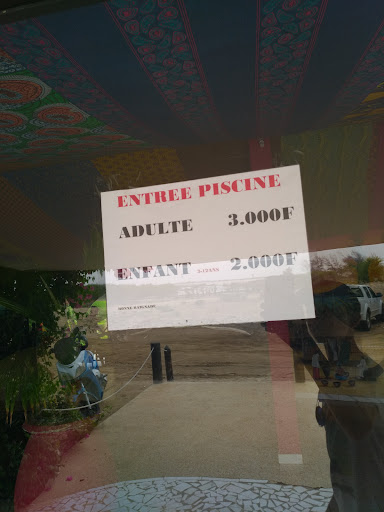 ENTREE PISCINE
ADULTE 3.000F
ENFANT 2.000F